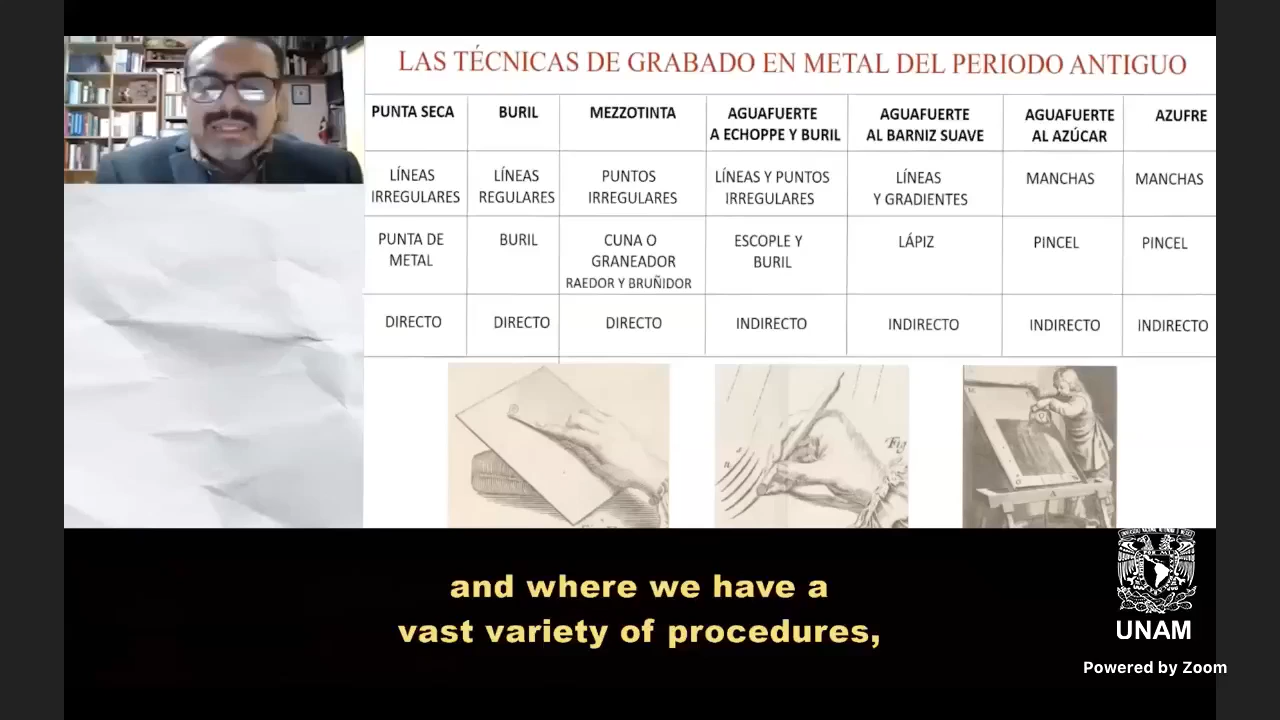 LAS TÉCNICAS DE GRABADO EN METAL DEL PERIODO ANTIGUO
PUNTA SECA
BURIL
MEZZOTINTA
AGUAFUERTE
A ECHOPPE Y BURIL
AGUAFUERTE
AL BARNIZ SUAVE
AGUAFUERTE
AL AZÚCAR
AZUFRE
LÍNEAS
IRREGULARES
LÍNEAS
REGULARES
PUNTOS
IRREGULARES
LÍNEAS Y PUNTOS
IRREGULARES
LÍNEAS
Y GRADIENTES
MANCHAS
MANCHAS
PUNTA DE
METAL
BURIL
CUNA O
GRANEADOR
RAEDOR Y BRUÑIDOR
ESCOPLE Y
BURIL
LÁPIZ
PINCEL
PINCEL
DIRECTO
DIRECTO
DIRECTO
INDIRECTO
INDIRECTO
INDIRECTO
INDIRECTO
Fig
and where we have a
vast variety of procedures,
UNAM
Powered by Zoom